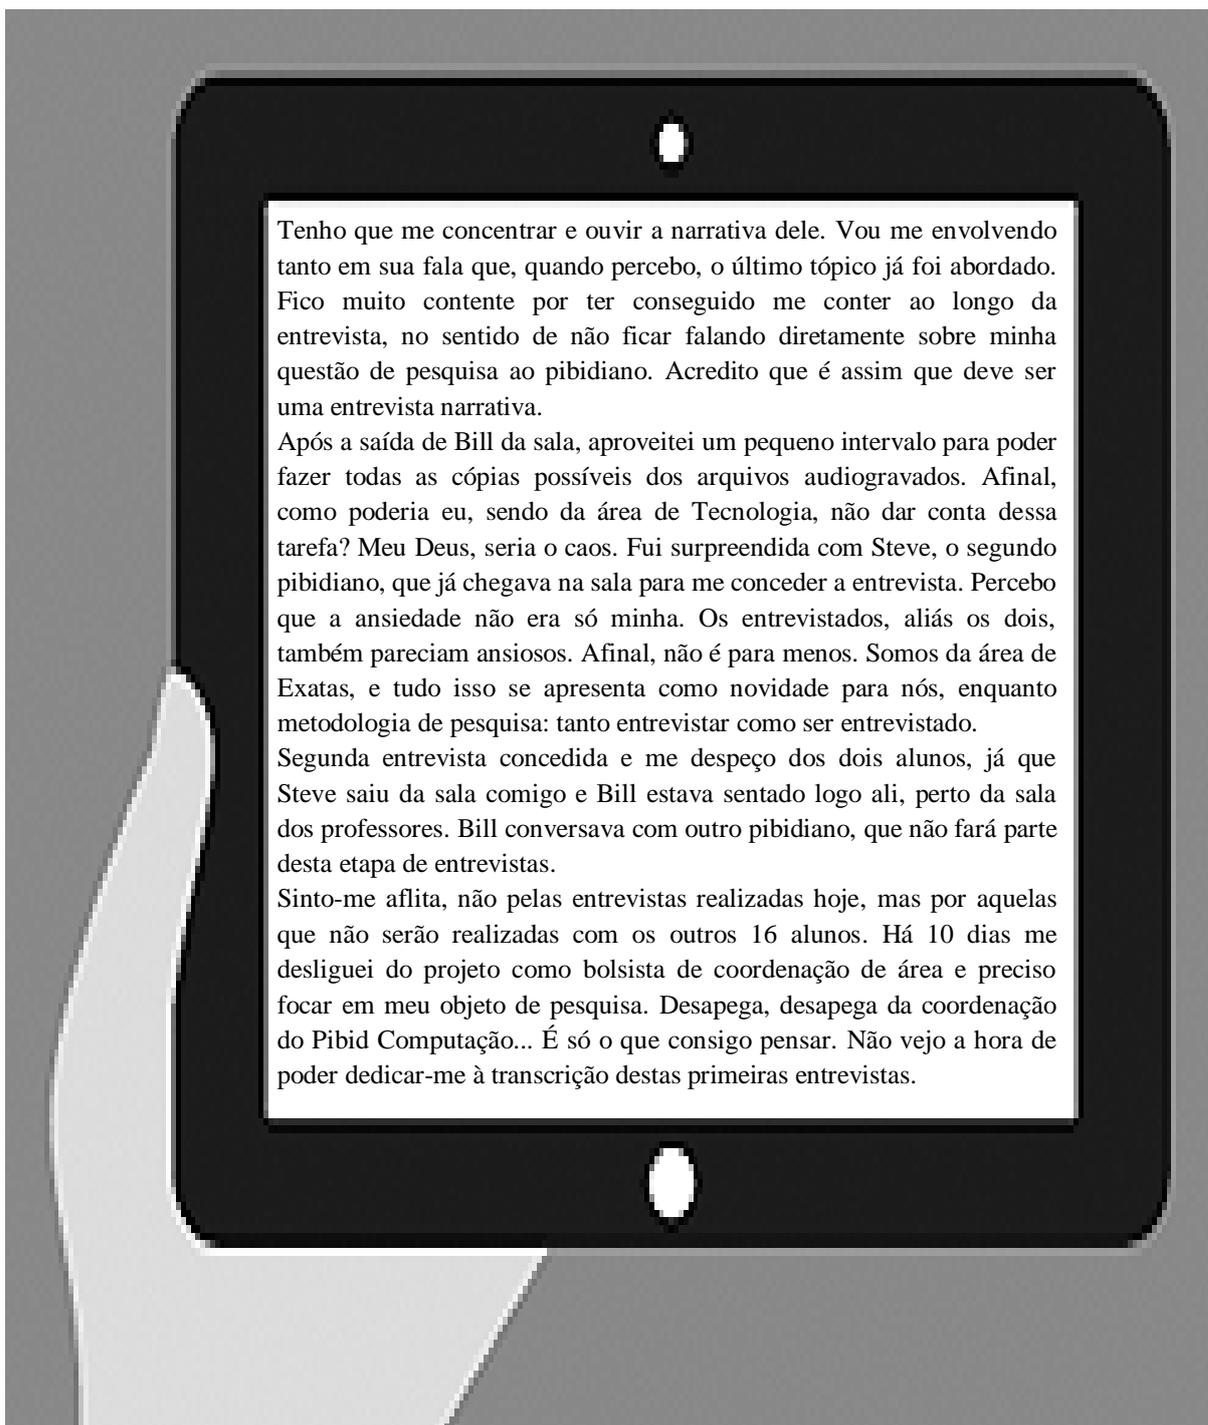 Tenho que me concentrar e ouvir a narrativa dele. Vou me envolvendo
tanto em sua fala que, quando percebo, o último tópico já foi abordado.
Fico muito contente por ter conseguido me conter ao longo da
entrevista, no sentido de não ficar falando diretamente sobre minha
questão de pesquisa ao pibidiano. Acredito que é assim que deve ser
uma entrevista narrativa.
Após a saída de Bill da sala, aproveitei um pequeno intervalo para poder
fazer todas as cópias possíveis dos arquivos audiogravados. Afinal,
como poderia eu, sendo da área de Tecnologia, não dar conta dessa
tarefa? Meu Deus, seria o caos. Fui surpreendida com Steve, o segundo
pibidiano, que já chegava na sala para me conceder a entrevista. Percebo
que a ansiedade não era só minha. Os entrevistados, aliás os dois,
também pareciam ansiosos. Afinal, não é para menos. Somos da área de
Exatas, e tudo isso se apresenta como novidade para nós, enquanto
metodologia de pesquisa: tanto entrevistar como ser entrevistado.
Segunda entrevista concedida e me despeço dos dois alunos, já que
Steve saiu da sala comigo e Bill estava sentado logo ali, perto da sala
dos professores. Bill conversava com outro pibidiano, que não fará parte
desta etapa de entrevistas.
Sinto-me aflita, não pelas entrevistas realizadas hoje, mas por aquelas
que não serão realizadas com os outros 16 alunos. Há 10 dias me
desliguei do projeto como bolsista de coordenação de área e preciso
focar em meu objeto de pesquisa. Desapega, desapega da coordenação
do Pibid Computação... É só o que consigo pensar. Não vejo a hora de
poder dedicar-me à transcrição destas primeiras entrevistas.